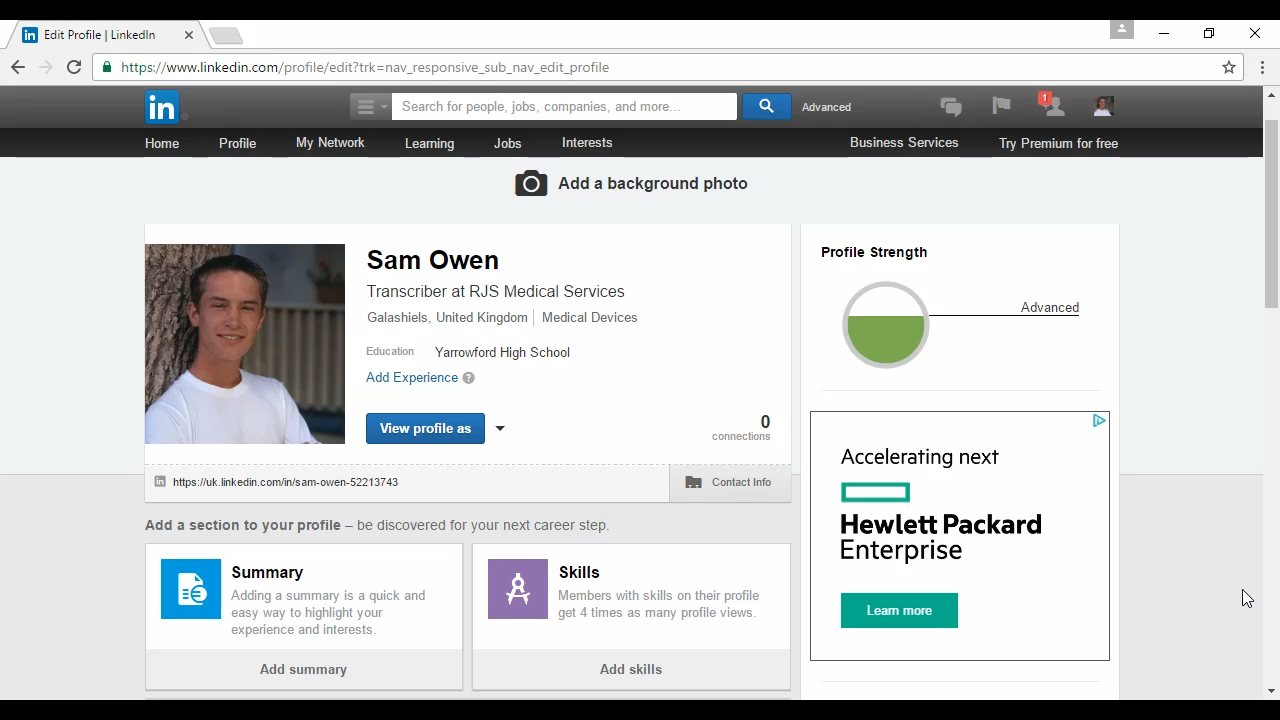 Edit Profile | LinkedIn
https://www.linkedin.com/profile/edit?trk=nav_responsive_sub_nav_edit_profile
in
Search for people, jobs, companies, and more...
Advanced
1
Home
Profile
My Network
Learning
Jobs
Interests
Business Services
Try Premium for free
Add a background photo
Sam Owen
Transcriber at RJS Medical Services
Galashiels, United Kingdom
Medical Devices
Education
Yarrowford High School
Add Experience ?
View profile as
0
connections
https://uk.linkedin.com/in/sam-owen-52213743
Contact Info
Profile Strength
Advanced
Accelerating next
Hewlett Packard
Enterprise
Learn more
Add a section to your profile – be discovered for your next career step.
Summary
Adding a summary is a quick and
easy way to highlight your
experience and interests.
Add summary
Skills
Members with skills on their profile
get 4 times as many profile views.
Add skills